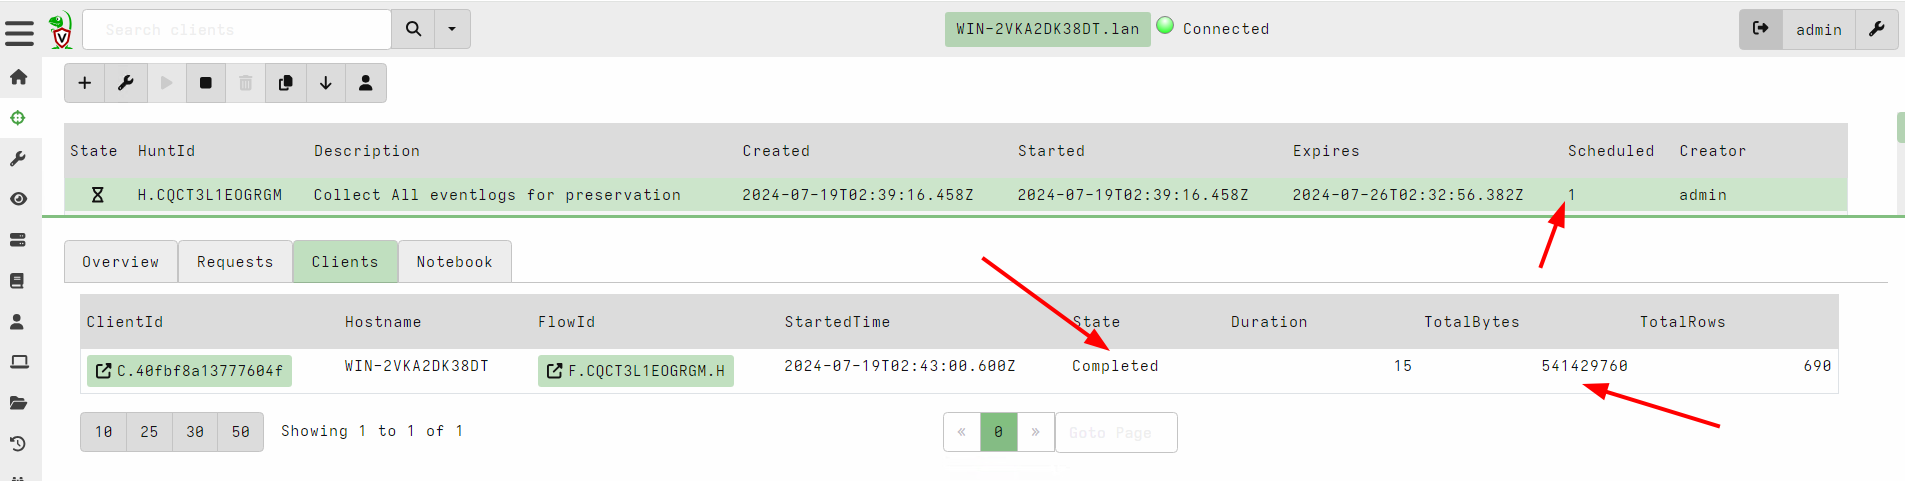 Search clients WIN-2VKA2DK38DT.lan Connected admin
State HuntId Description Created Started Expires Scheduled Creator
H.CQCT3L1EOGRGM Collect All eventlogs for preservation 2024-07-19T02:39:16.458Z 2024-07-19T02:39:16.458Z 2024-07-26T02:32:56.382Z 1 admin
Overview Requests Clients Notebook
ClientId Hostname FlowId StartedTime State Duration TotalBytes TotalRows
C.40fbf8a13777604f WIN-2VKA2DK38DT F.CQCT3L1EOGRGM.H 2024-07-19T02:43:00.600Z Completed 15 541429760 690
10 25 30 50 Showing 1 to 1 of 1 « 0 » Goto Page